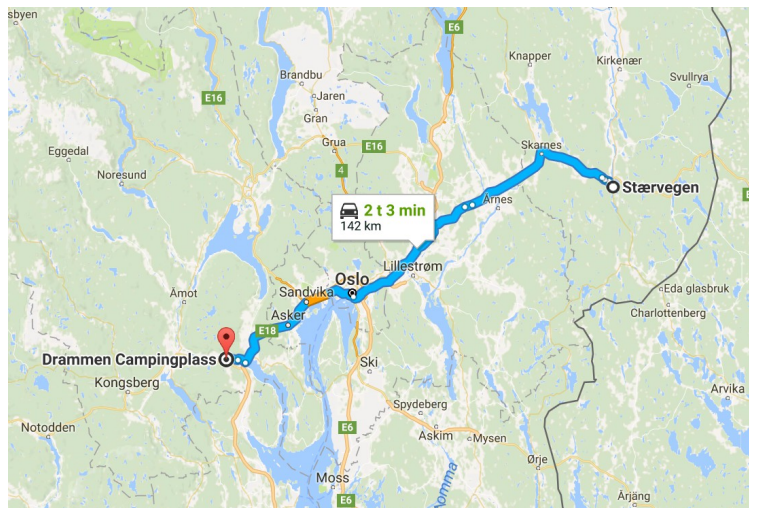 sbyen
E6
Knapper
Kirkenær
Svullrya
Brandbu
Jaren
E16
Gran
Grua
E16
Skarnes
Eggedal
4
Noresund
Stærvegen
Årnes
2 t 3 min
142 km
Lillestrøm
Oslo
Sandvika
Eda glasbruk
Åmot
Charlottenberg
Asker
E18
Drammen Campingplass
Ski
Kongsberg
Arvika
Spydeberg
Notodden
E6
Askim
Mysen
Ørje
Moss
omma
E6
Årjäng